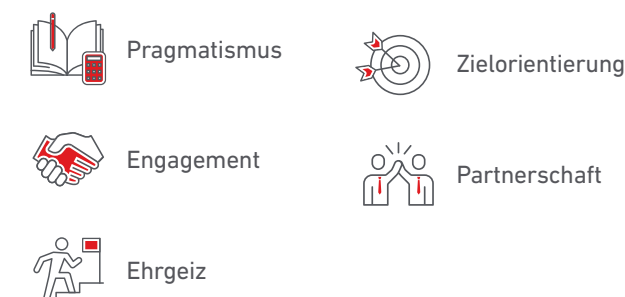 Pragmatismus
Engagement
Ehrgeiz
Zielorientierung
Partnerschaft